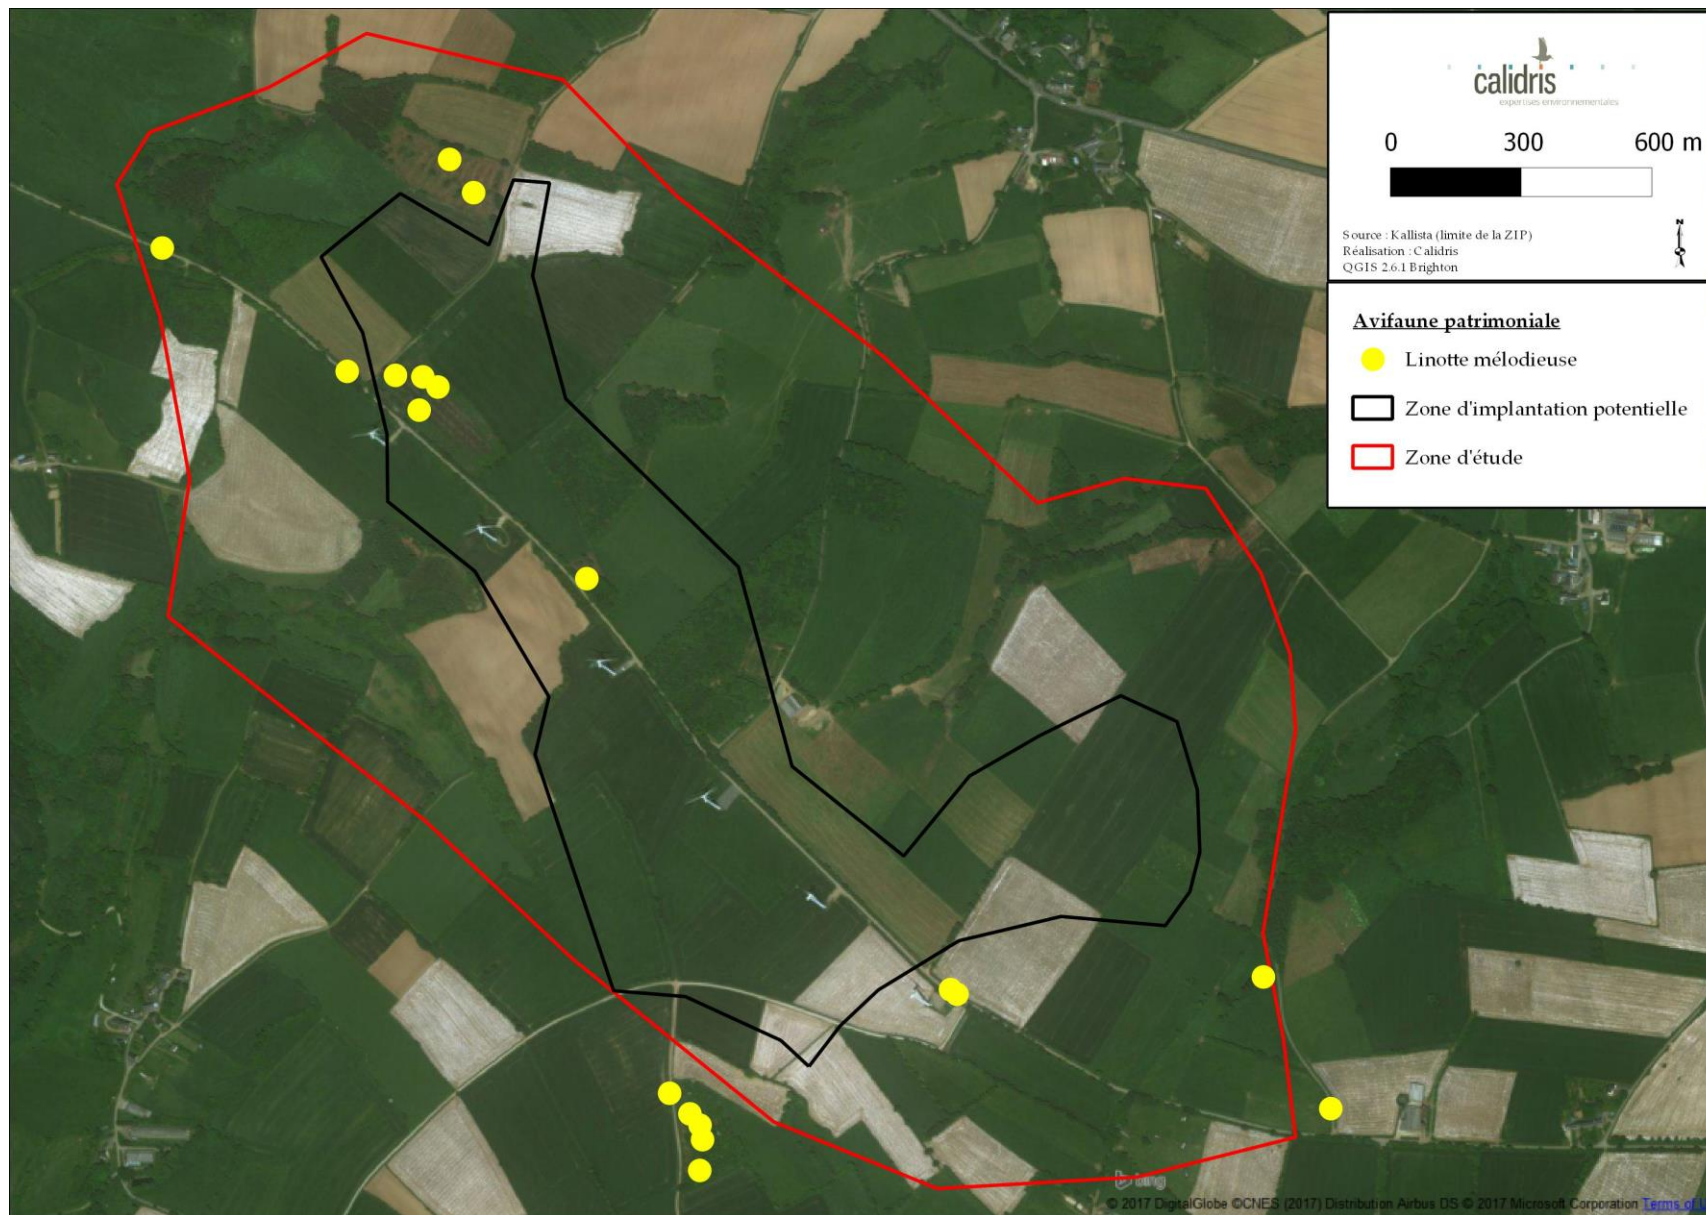 calidris
expertises environnementales
0 300 600 m
Source : Kallista (limite de la ZIP)
Réalisation : Calidris
QGIS 2.6.1 Brighton
N
Avifaune patrimoniale
Linotte mélodieuse
Zone d'implantation potentielle
Zone d'étude
bing
© 2017 DigitalGlobe ©CNES (2017) Distribution Airbus DS © 2017 Microsoft Corporation Terms of